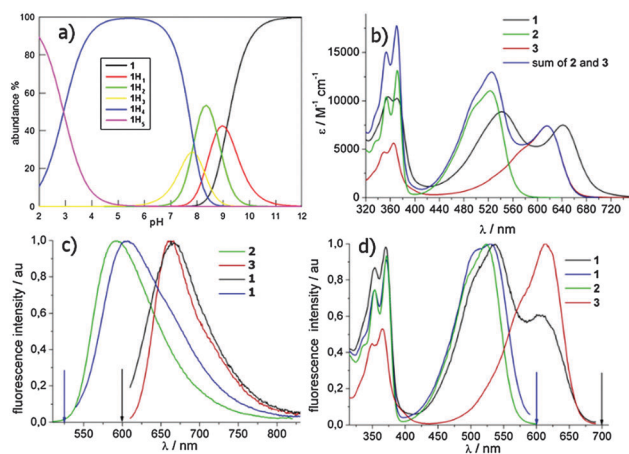 a)
abundance %
100
80
60
40
20
0
1
1H₁
1H₂
1H₃
1H₄
1H₅
2 3 4 5 6 7 8 9 10 11 12
pH
b)
ε / M⁻¹ cm⁻¹
15000
10000
5000
0
1
2
3
sum of 2 and 3
320 360 400 440 480 520 560 600 640 680 720
λ / nm
c)
fluorescence intensity / au
1,0
0,8
0,6
0,4
0,2
0,0
2
3
1
1
550 600 650 700 750 800
λ / nm
d)
fluorescence intensity / au
1,0
0,8
0,6
0,4
0,2
0,0
1
1
2
3
350 400 450 500 550 600 650 700
λ / nm